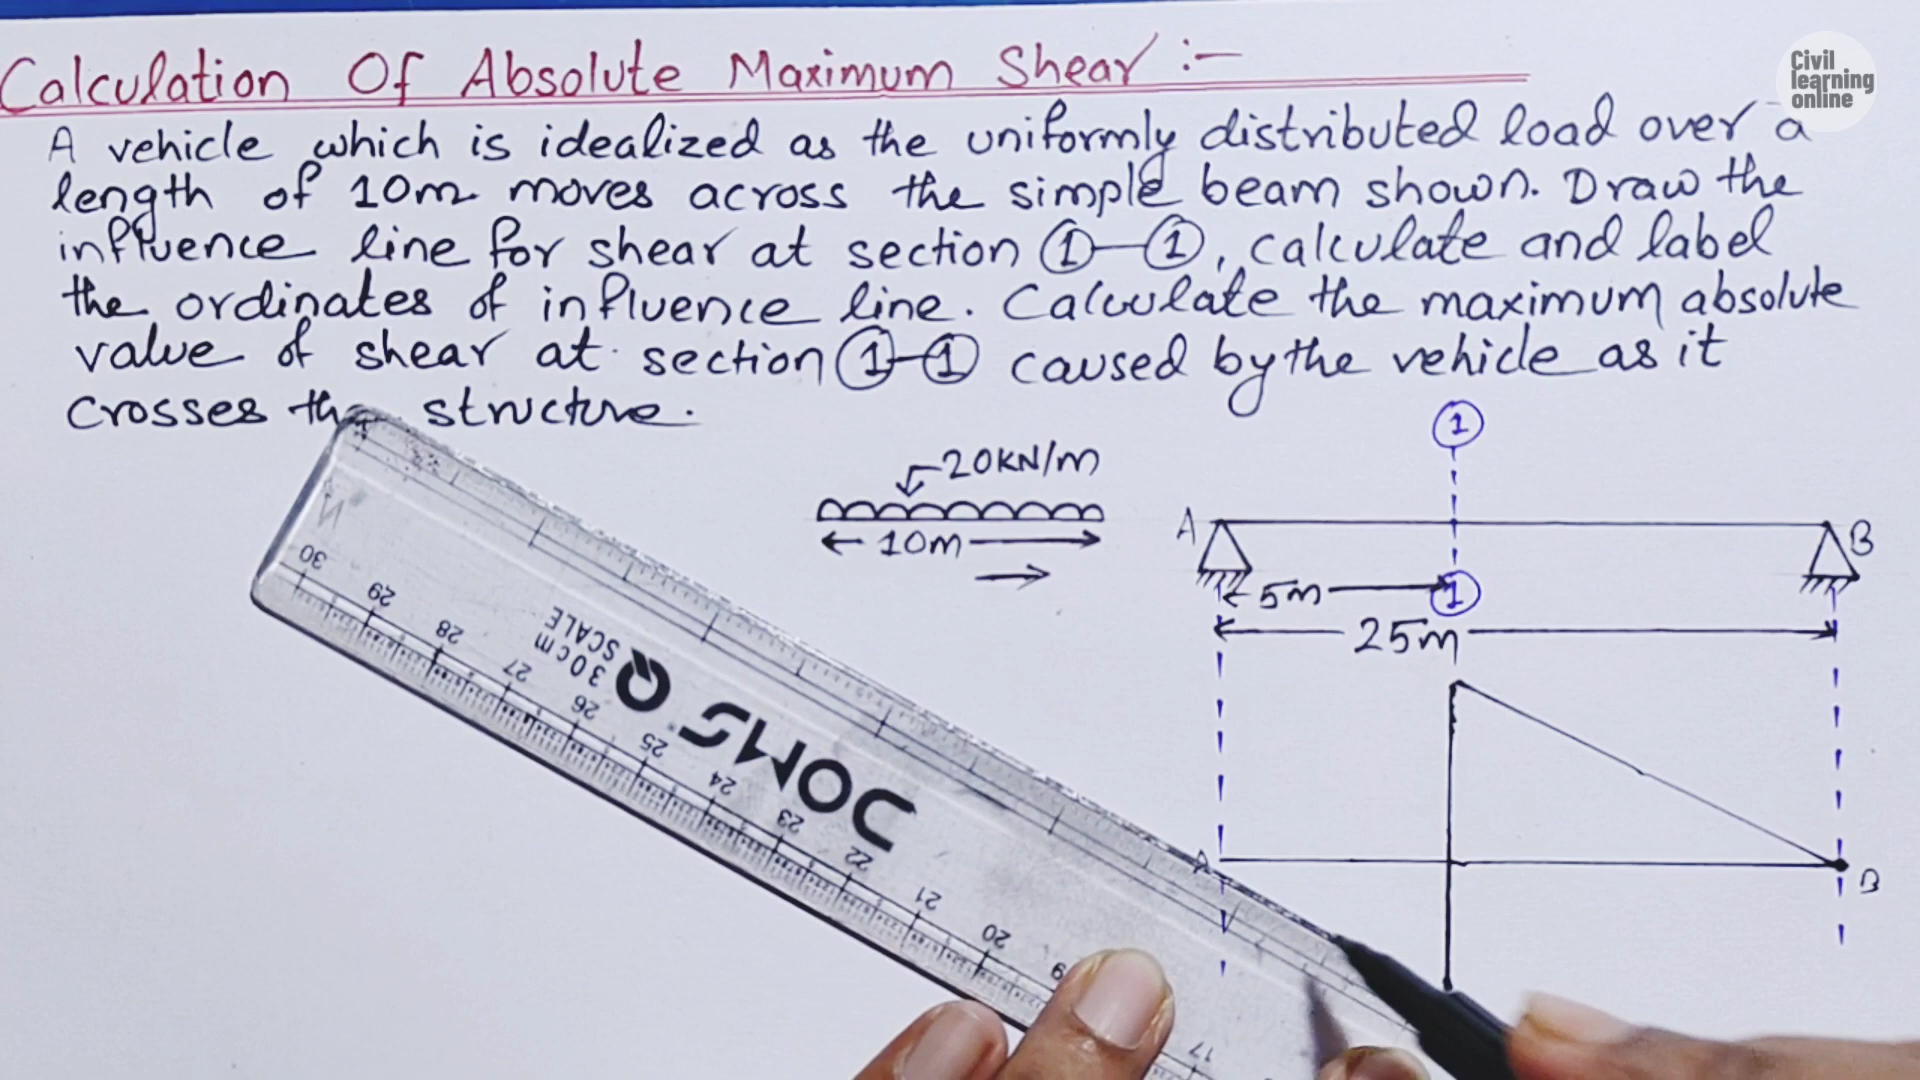 Calculation Of Absolute Maximum Shear :-
Civil
learning
online
A vehicle which is idealized as the uniformly distributed load over a
length of 10m moves across the simple beam shown. Draw the
influence line for shear at section ①—①, calculate and label
the ordinates of influence line. Calculate the maximum absolute
value of shear at section ①—① caused by the vehicle as it
crosses the structure.
1
20KN/m
10m
A
B
5m
1
25m
30
29
28
27
26
25
24
23
22
21
20
17
30 cm
SCALE
DOMS
A
B